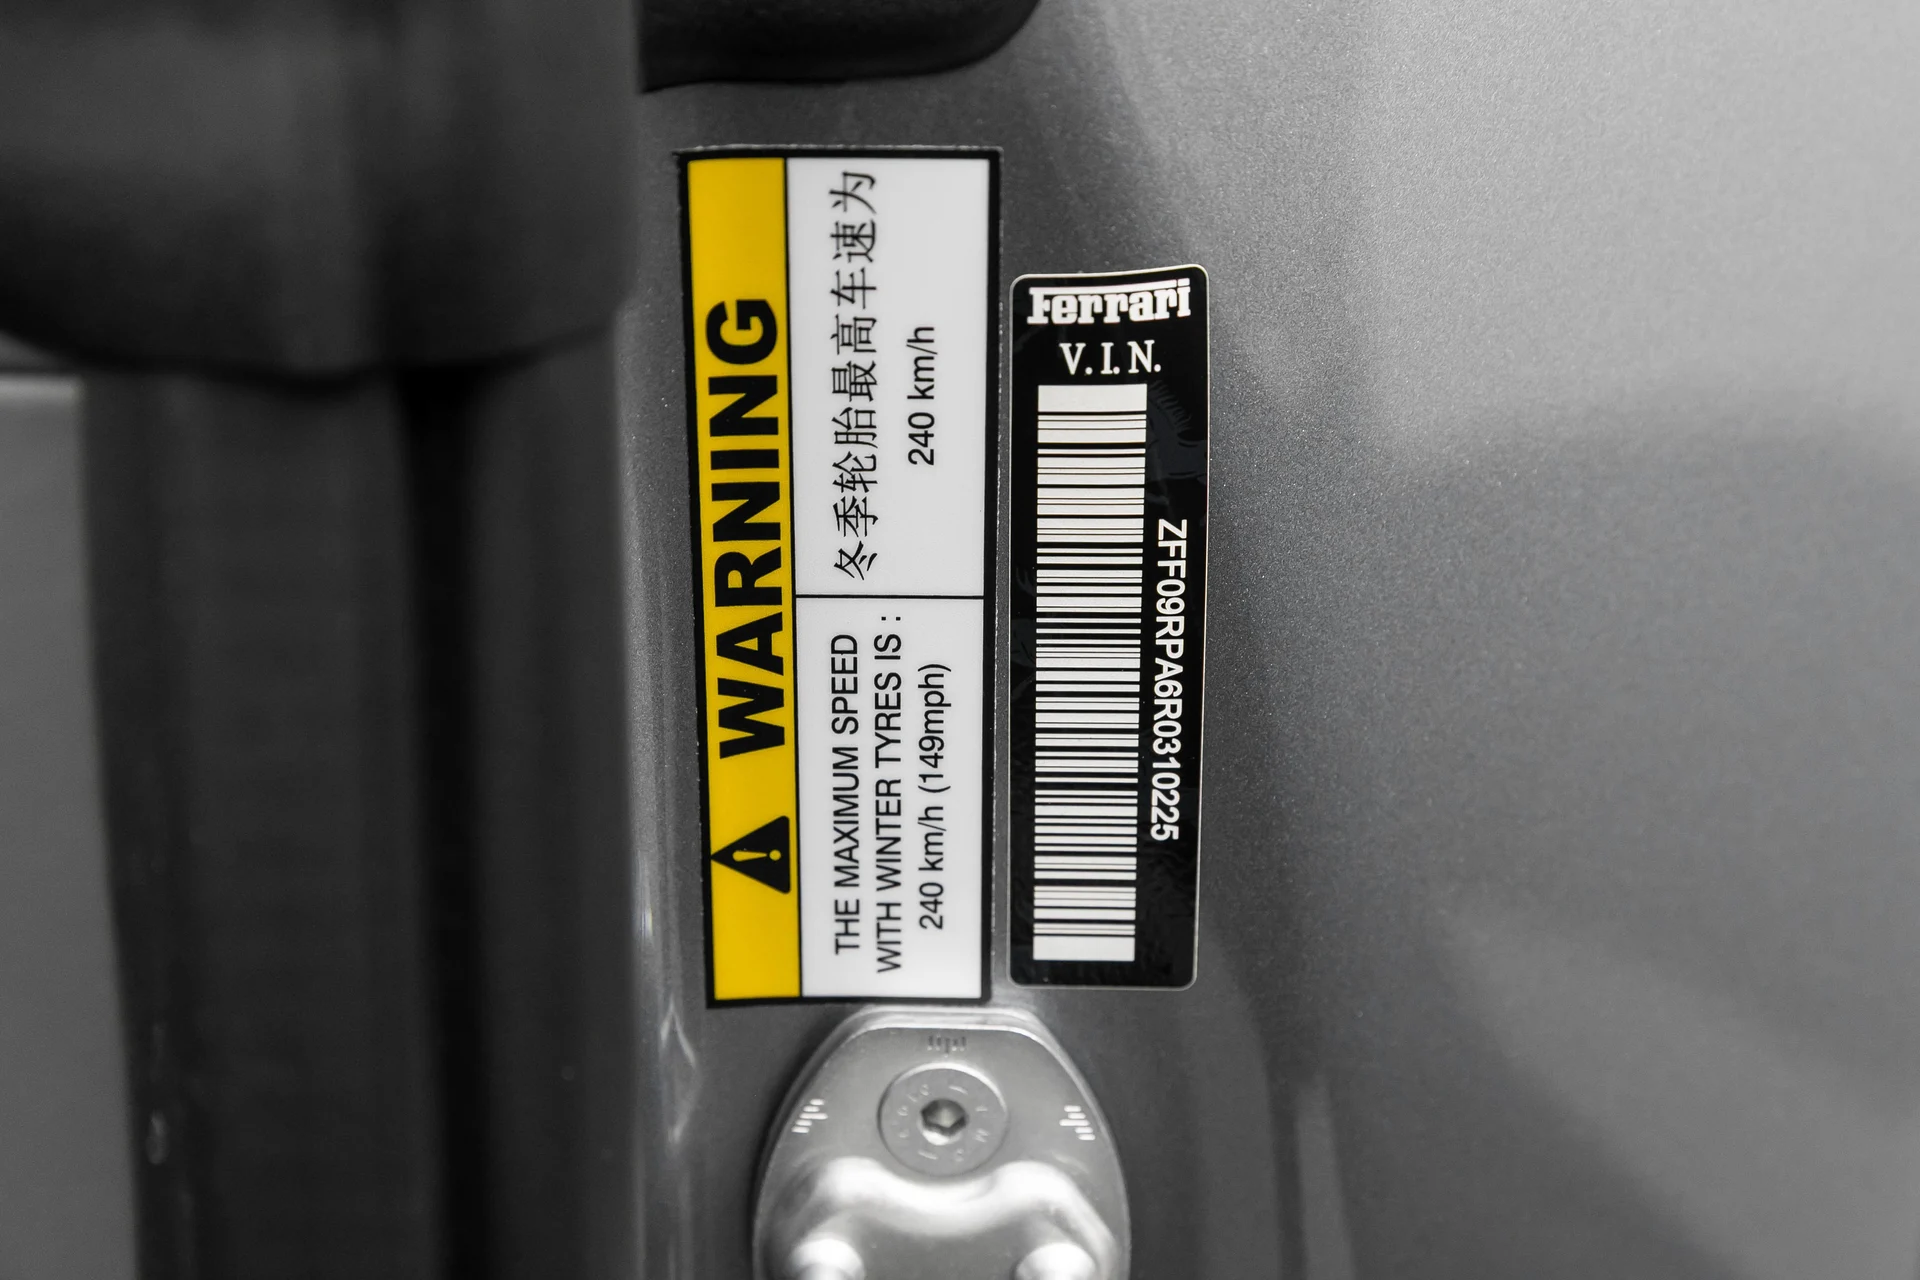 WARNING
THE MAXIMUM SPEED
WITH WINTER TYRES IS :
240 km/h (149mph)
冬季轮胎最高车速为
240 km/h
Ferrari
V.I.N.
ZFF09RPA6R0310225